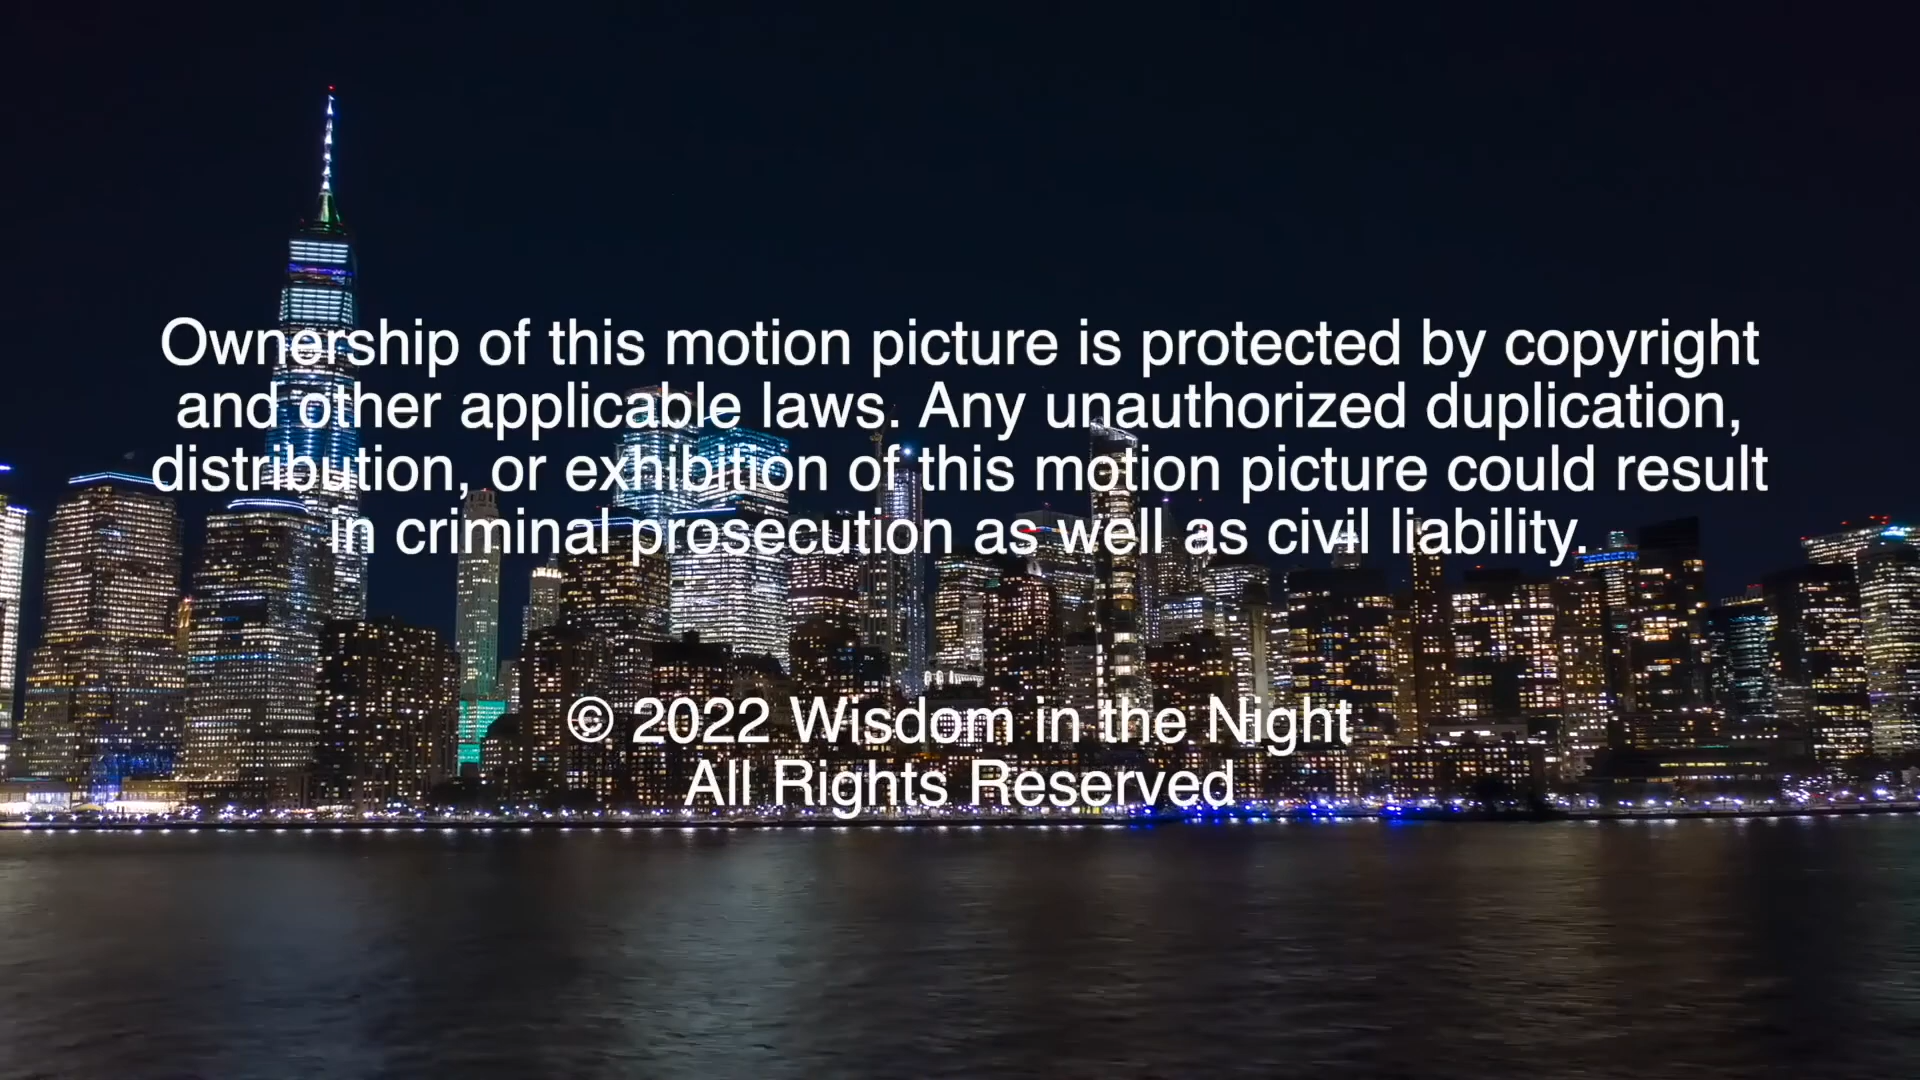 Ownership of this motion picture is protected by copyright
and other applicable laws. Any unauthorized duplication,
distribution, or exhibition of this motion picture could result
in criminal prosecution as well as civil liability.
© 2022 Wisdom in the Night
All Rights Reserved